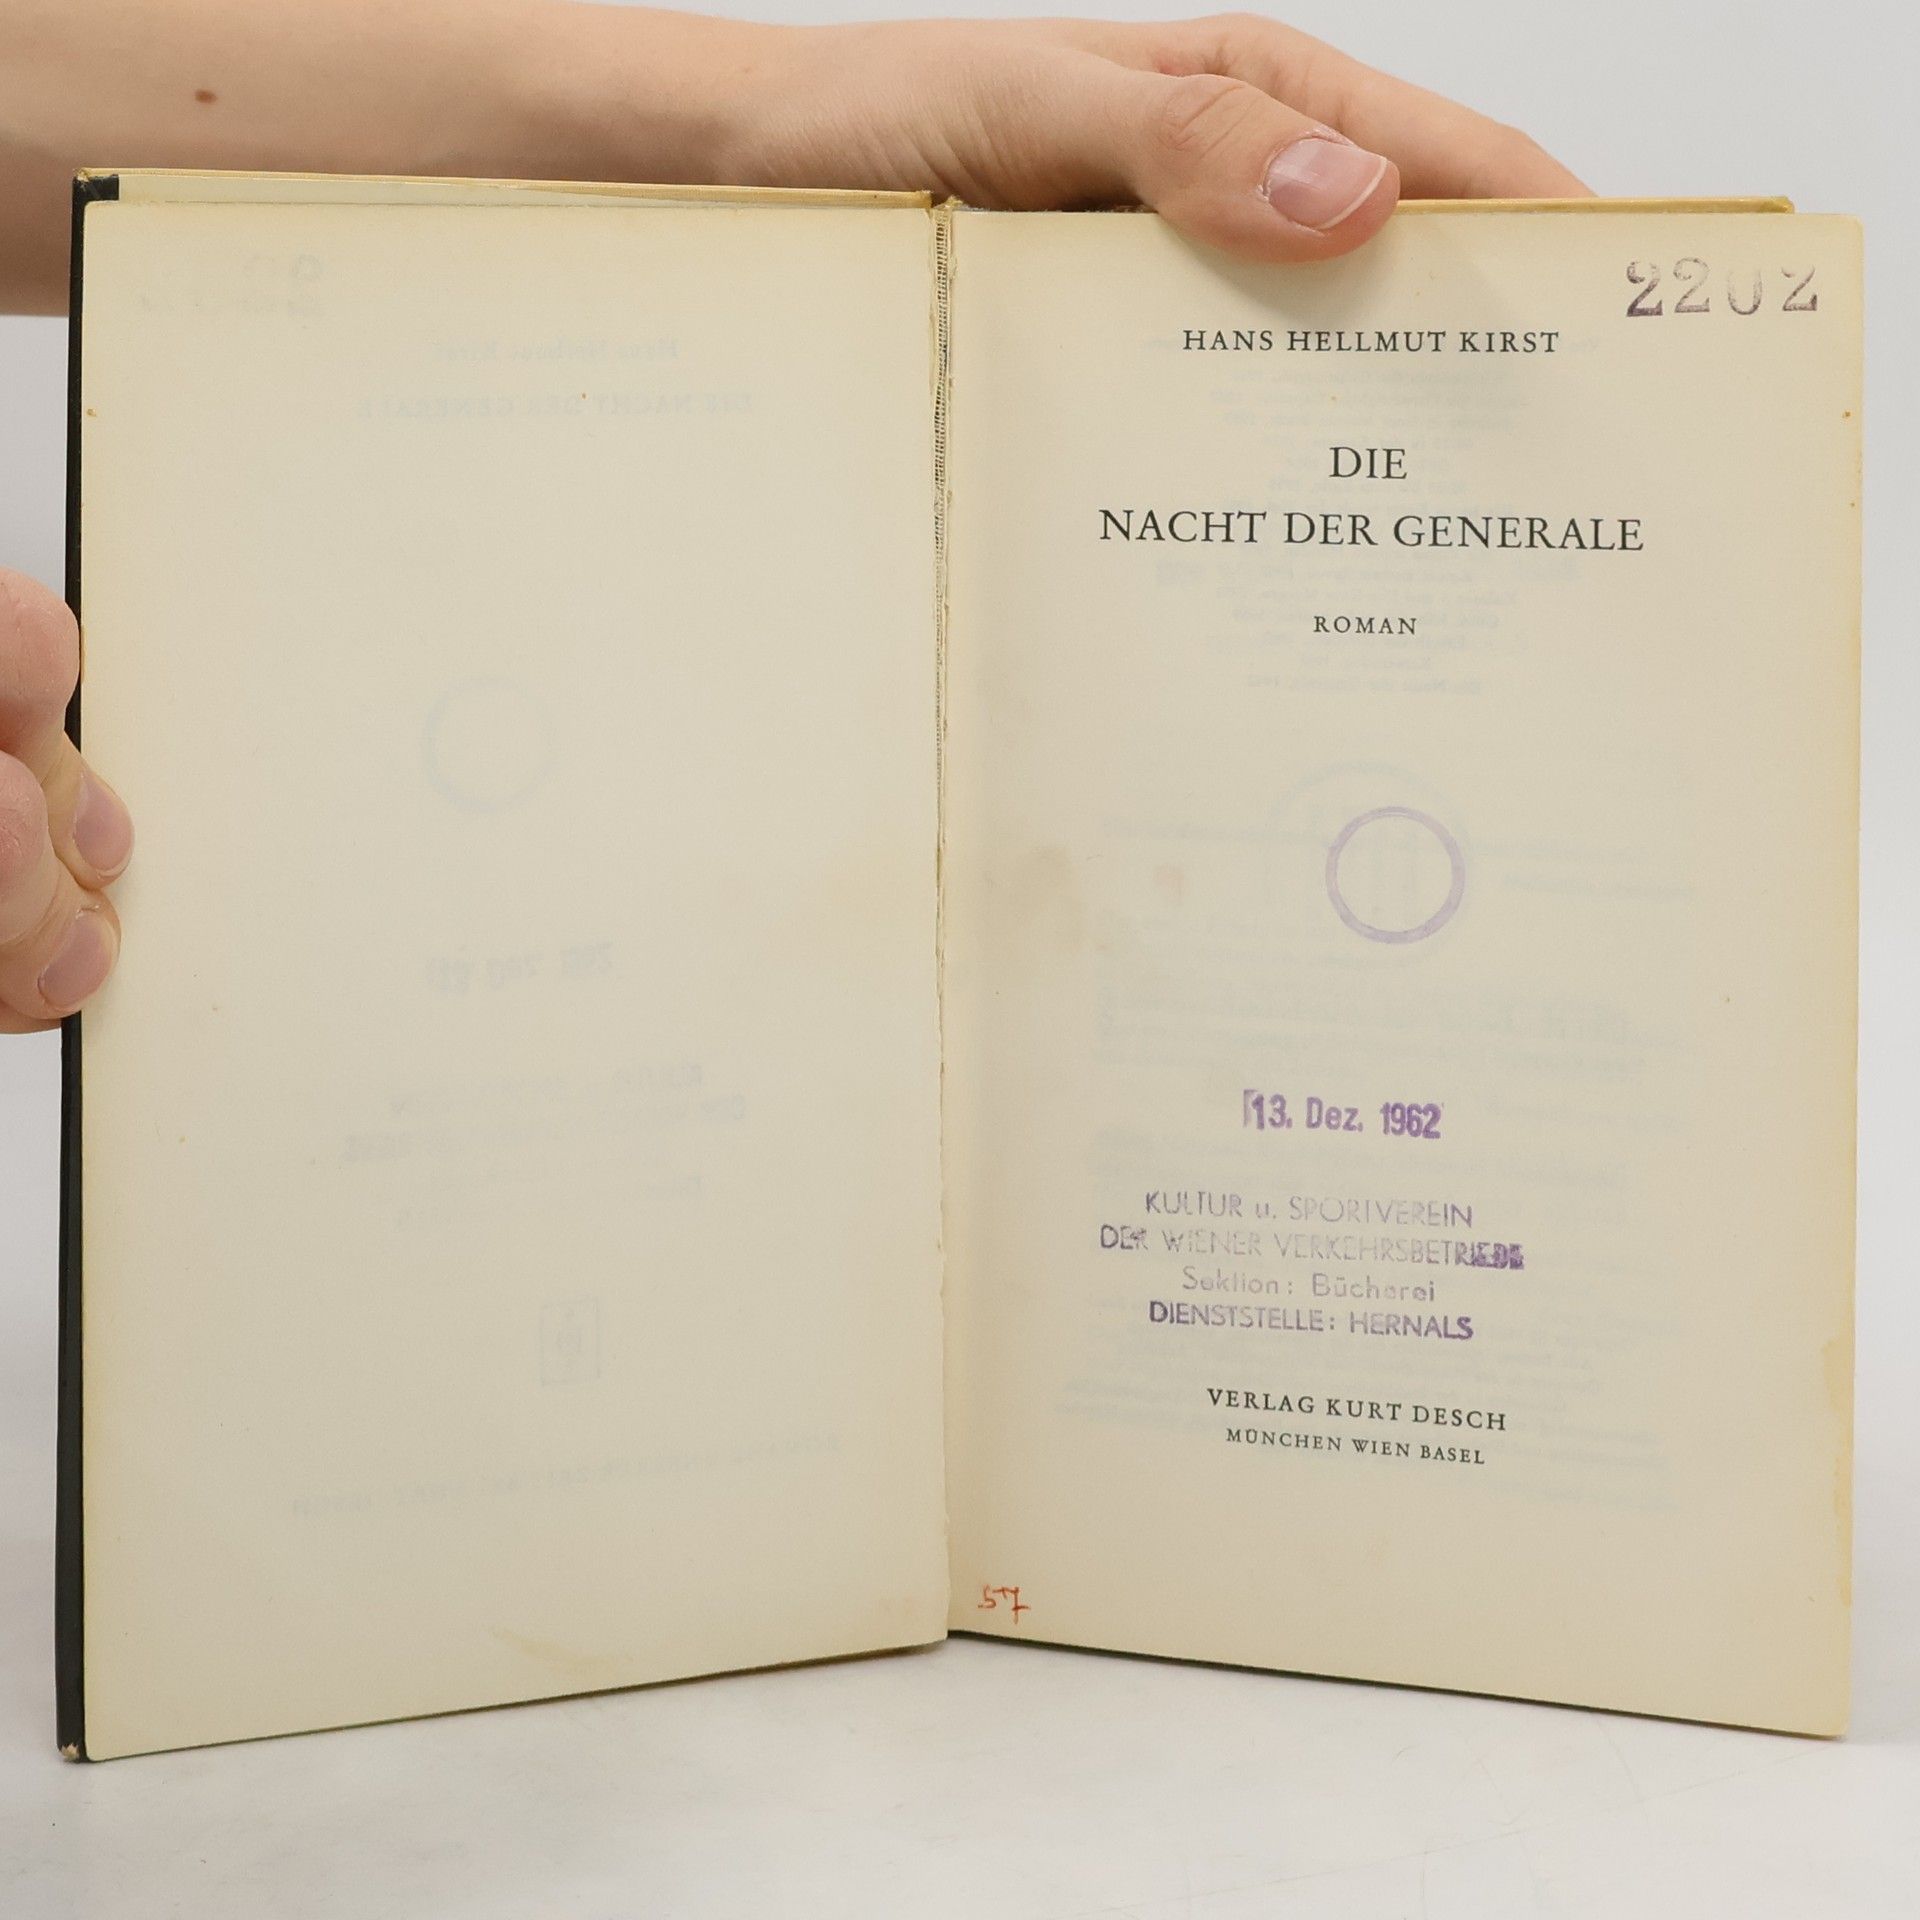 2202
HANS HELLMUT KIRST
DIE
NACHT DER GENERALE
ROMAN
13. Dez. 1962
KULTUR u. SPORTVEREIN
DER WIENER VERKEHRSBETRIEBE
Sektion: Bücherei
DIENSTSTELLE: HERNALS
VERLAG KURT DESCH
MÜNCHEN WIEN BASEL